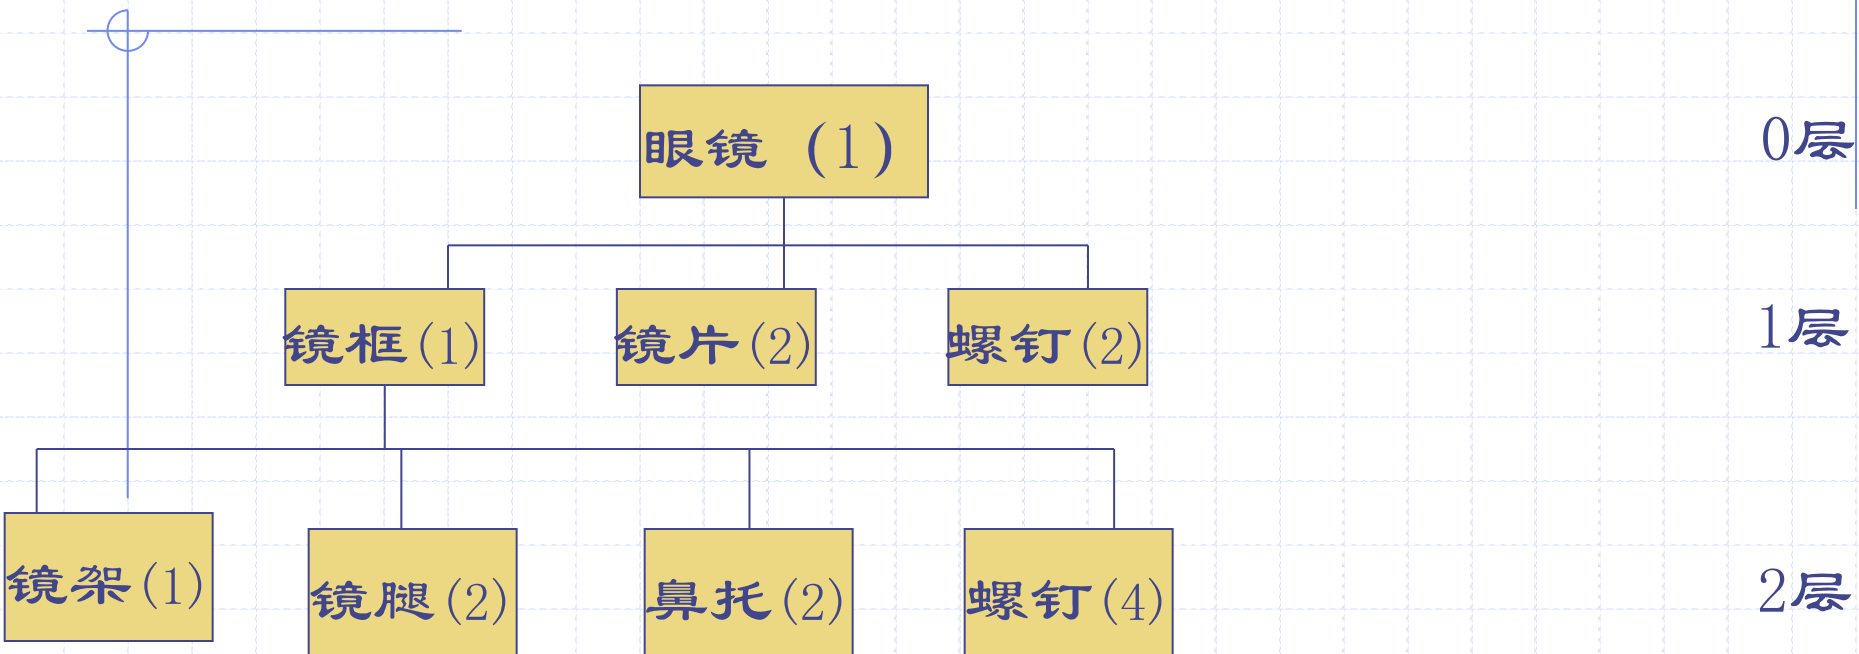 眼镜（1）
0层
镜框(1)
镜片(2)
螺钉(2)
1层
镜架(1)
镜腿(2)
鼻托(2)
螺钉(4)
2层